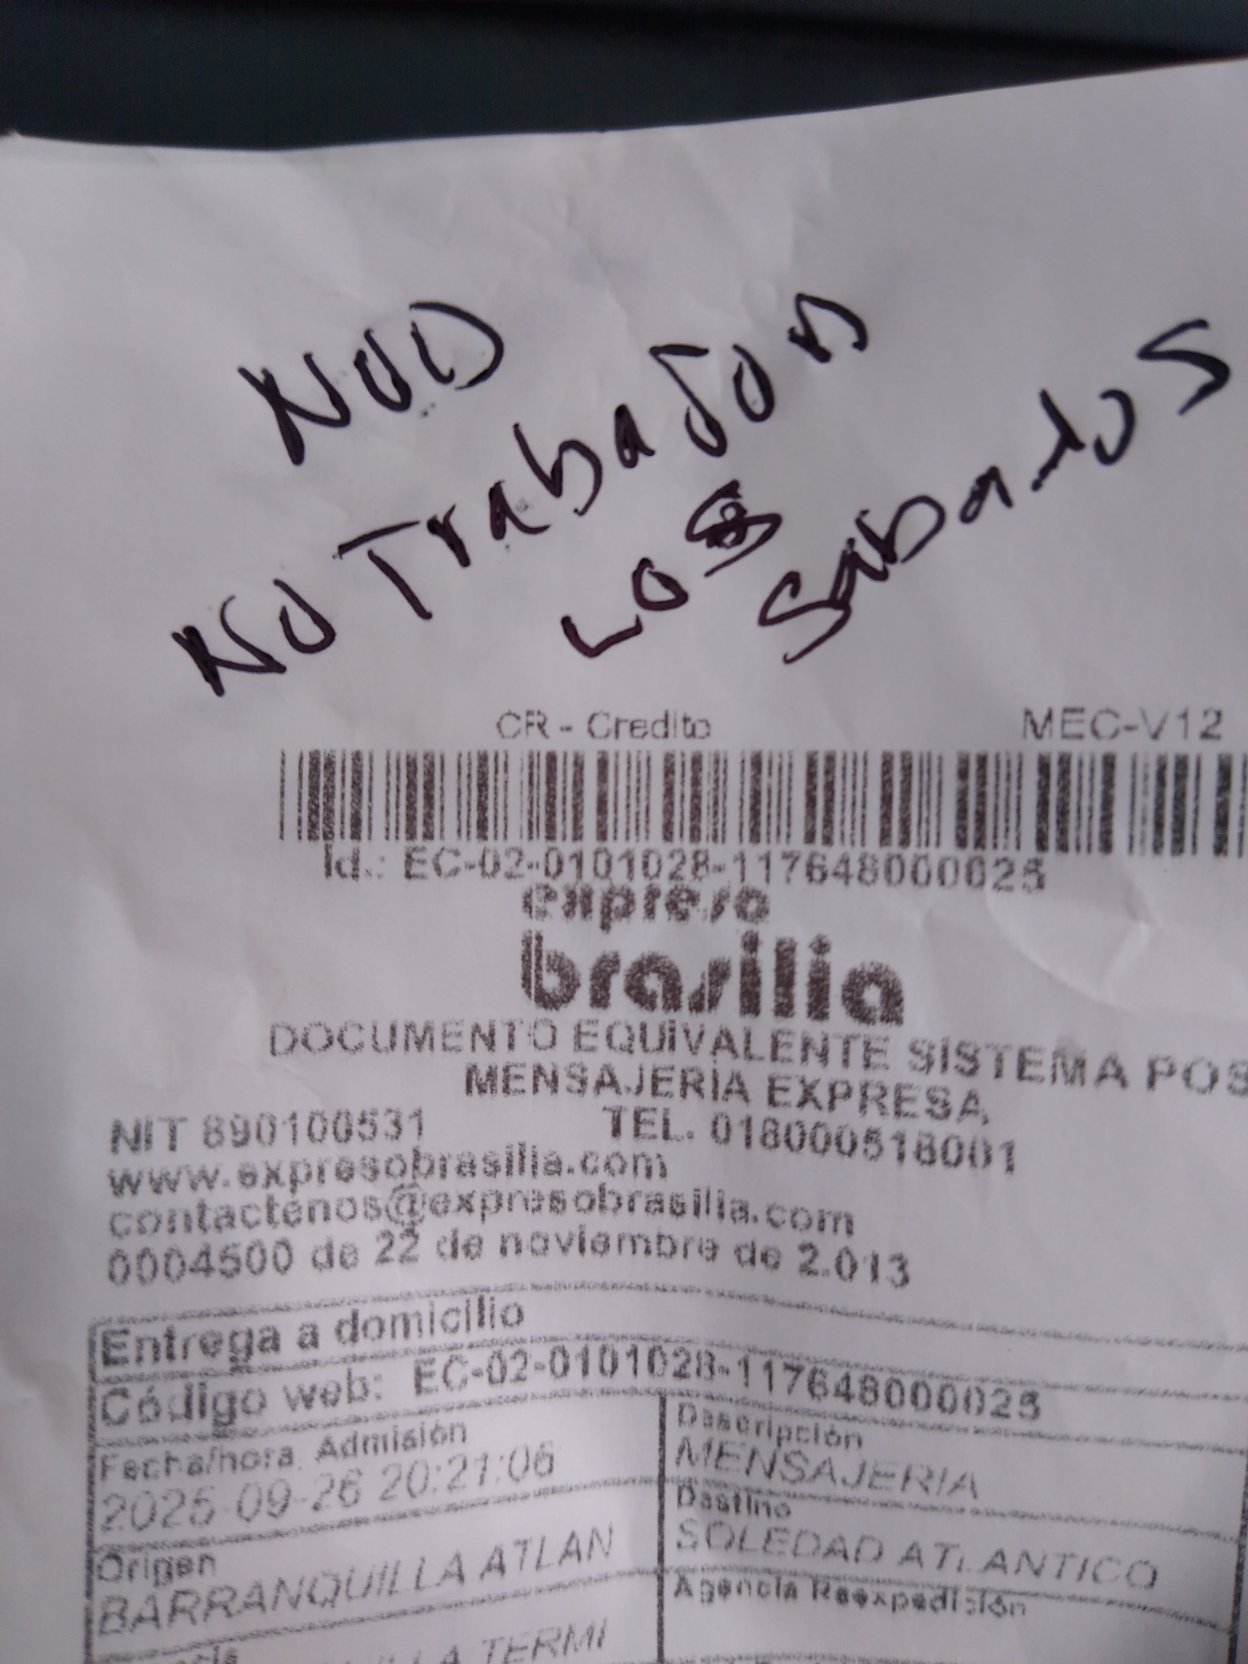 NOD
NO Trabajan
LOS
Sabados
CR - Credito MEC-V12
Id.: EC-02-0101028-117648000025
expreso
brasilia
DOCUMENTO EQUIVALENTE SISTEMA POS
MENSAJERIA EXPRESA
NIT 890100531 TEL. 018000518001
www.expresobrasilia.com
contactenos@expresobrasilia.com
0004500 de 22 de noviembre de 2.013
Entrega a domicilio
Código web: EC-02-0101028-117648000025
Fecha/hora Admisión
2025-09-26 20:21:06
Descripción
MENSAJERIA
Origen
BARRANQUILLA ATLAN
Destino
SOLEDAD ATLANTICO
Agencia Reexpedición
TERMI